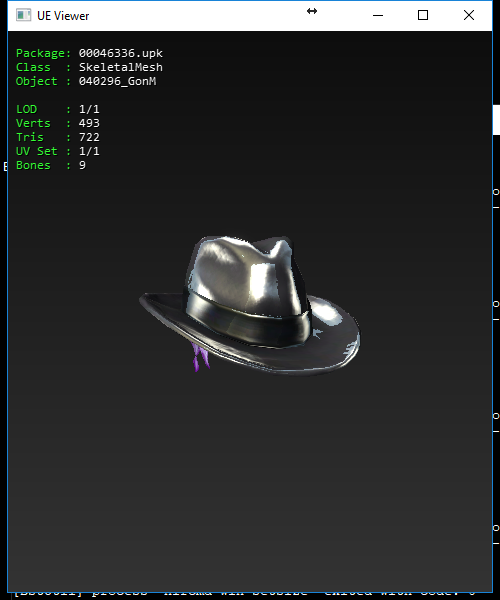 UE Viewer
Package: 00046336.upk
Class : SkeletalMesh
Object : 040296_GonM
LOD : 1/1
Verts : 493
Tris : 722
UV Set : 1/1
Bones : 9